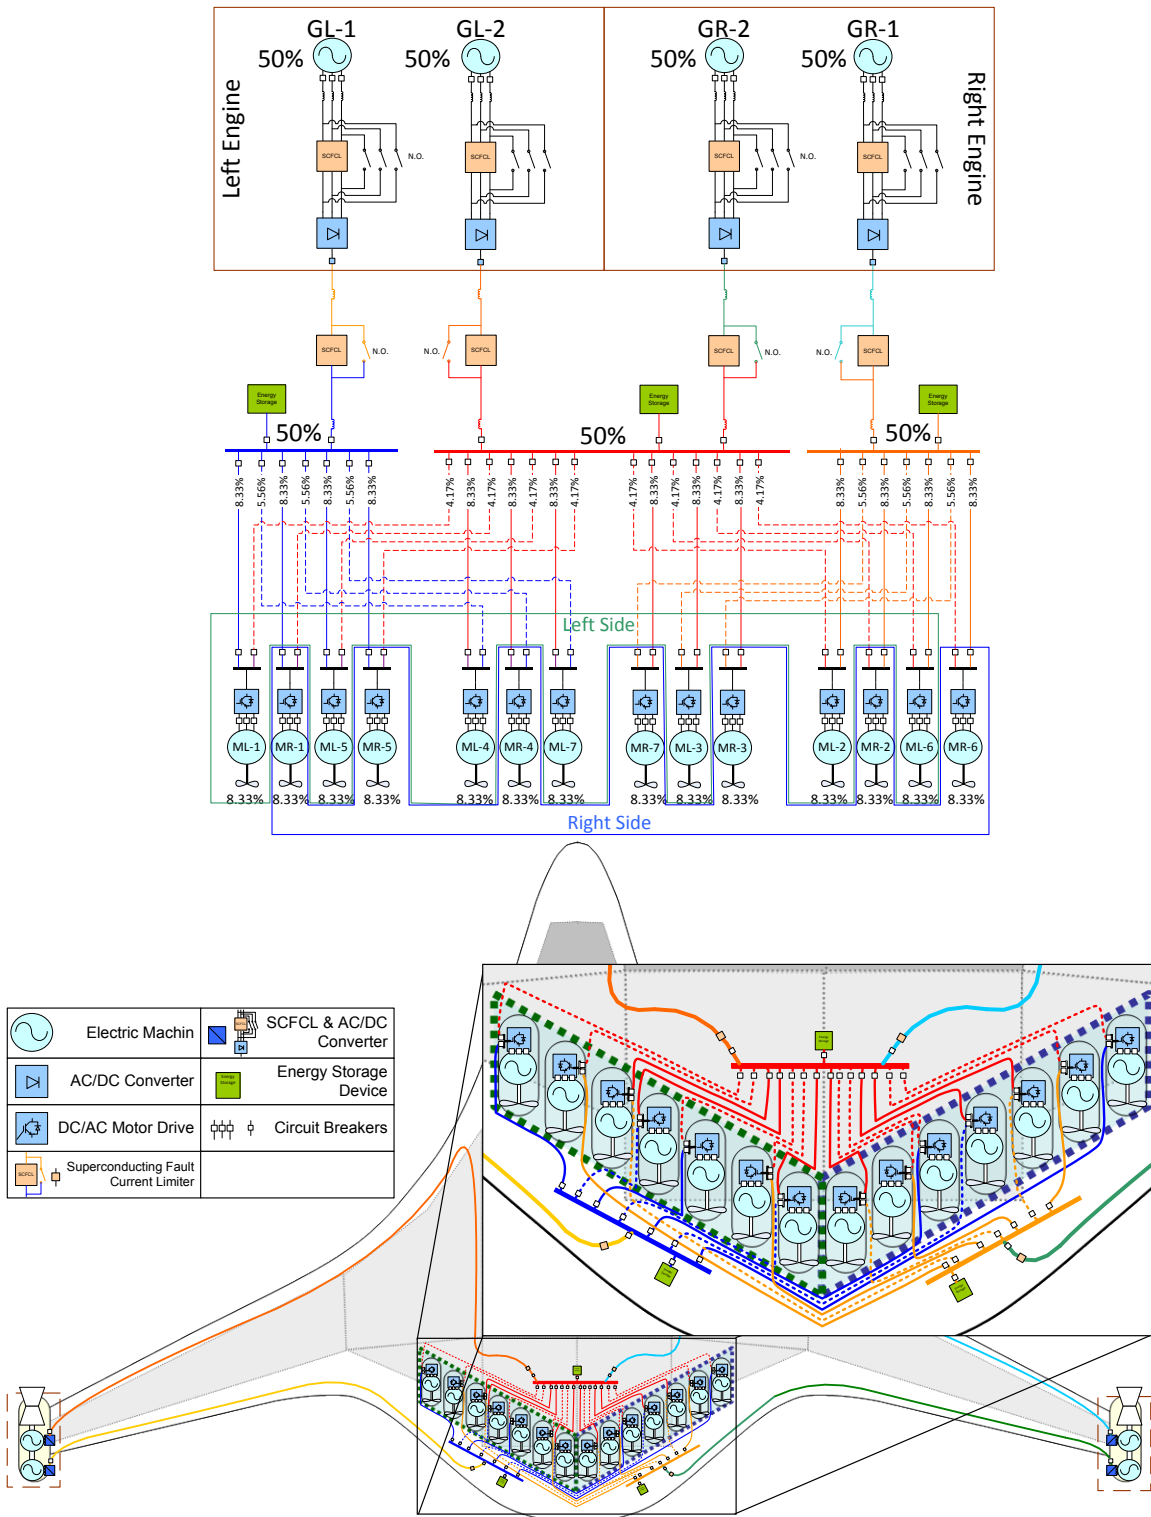 GL-1 GL-2 GR-2 GR-1
50% 50% 50% 50%
Left Engine
Right Engine
SCFCL SCFCL SCFCL SCFCL
N.O. N.O.
SCFCL SCFCL SCFCL SCFCL
N.O. N.O. N.O. N.O.
Energy
Storage
Energy
Storage
Energy
Storage
50% 50% 50%
8.33% 5.56% 8.33% 5.56% 8.33% 5.56% 8.33%
4.17% 8.33% 4.17% 8.33% 4.17% 8.33% 4.17%
4.17% 8.33% 4.17% 8.33% 4.17% 8.33% 4.17%
8.33% 5.56% 8.33% 5.56% 8.33% 5.56% 8.33%
Left Side
ML-1 MR-1 ML-5 MR-5 ML-4 MR-4 ML-7 MR-7 ML-3 MR-3 ML-2 MR-2 ML-6 MR-6
8.33% 8.33% 8.33% 8.33% 8.33% 8.33% 8.33% 8.33% 8.33% 8.33% 8.33% 8.33% 8.33% 8.33%
Right Side
Electric Machin
SCFCL & AC/DC
Converter
AC/DC Converter
Energy
Storage
Energy Storage
Device
DC/AC Motor Drive
Circuit Breakers
SCFCL
Superconducting Fault
Current Limiter